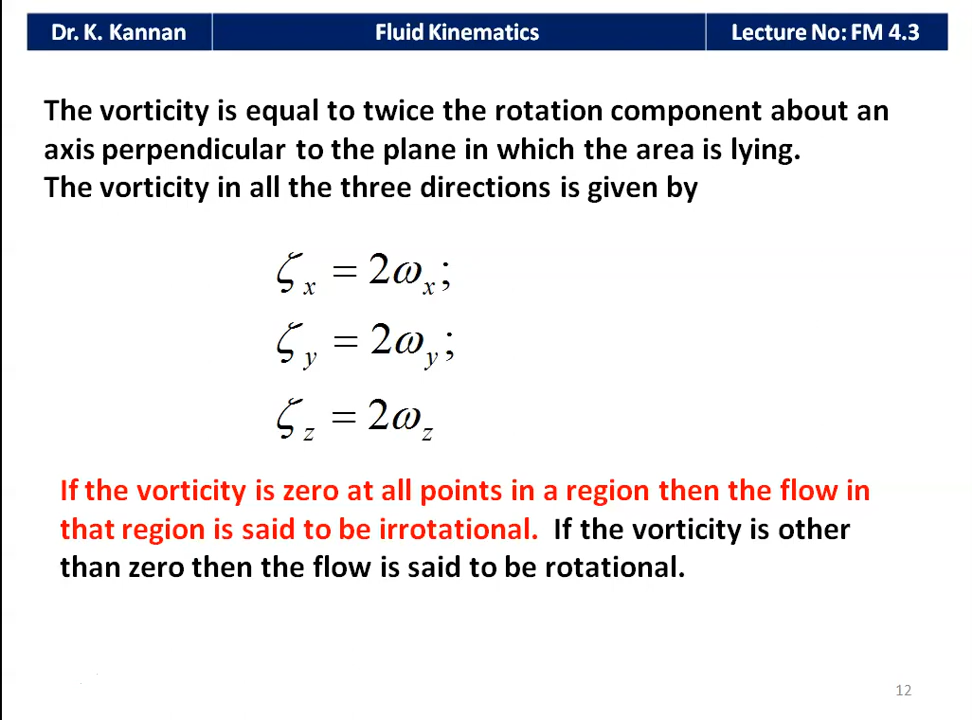 Dr. K. Kannan Fluid Kinematics Lecture No: FM 4.3
The vorticity is equal to twice the rotation component about an
axis perpendicular to the plane in which the area is lying.
The vorticity in all the three directions is given by
ζₓ = 2ωₓ;
ζ_y = 2ω_y;
ζ_z = 2ω_z
If the vorticity is zero at all points in a region then the flow in
that region is said to be irrotational. If the vorticity is other
than zero then the flow is said to be rotational.
12